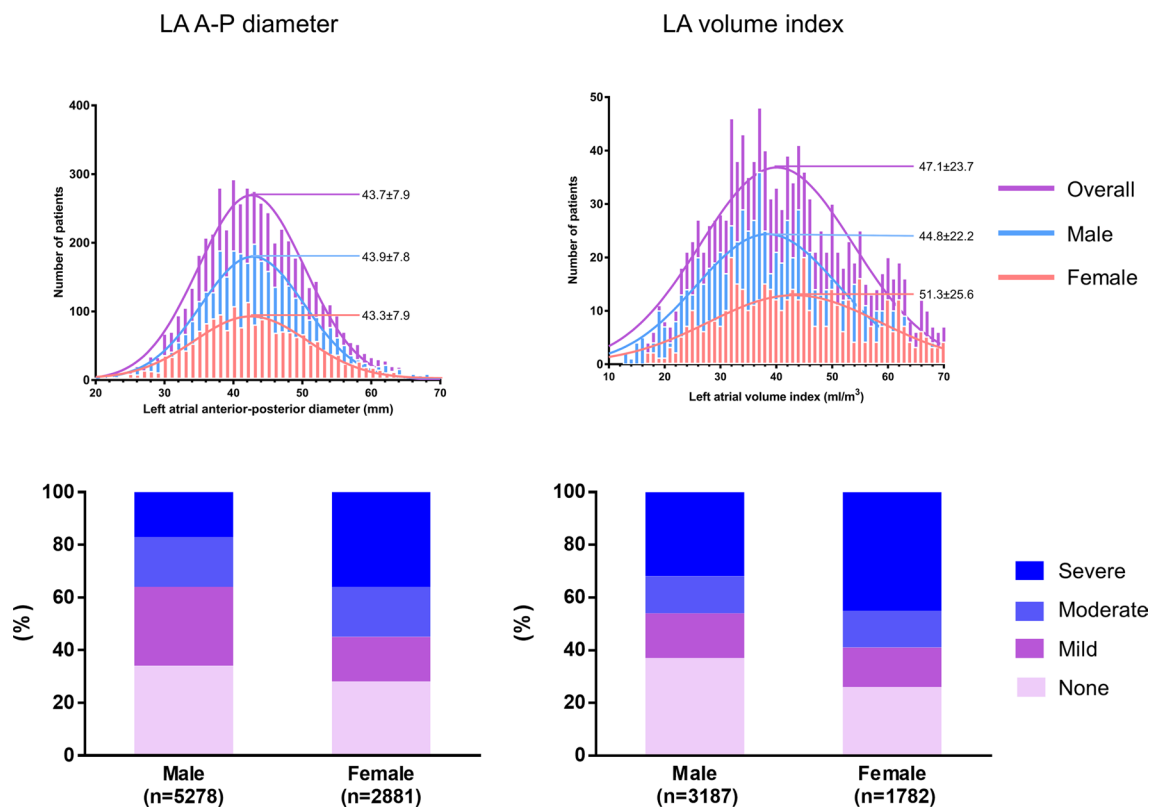 LA A-P diameter
LA volume index
400
300
200
100
0
Number of patients
43.7±7.9
43.9±7.8
43.3±7.9
20 30 40 50 60 70
Left atrial anterior-posterior diameter (mm)
50
40
30
20
10
0
Number of patients
47.1±23.7
44.8±22.2
51.3±25.6
10 20 30 40 50 60 70
Left atrial volume index (ml/m³)
Overall
Male
Female
100
80
60
40
20
0
(%)
Male
(n=5278)
Female
(n=2881)
100
80
60
40
20
0
(%)
Male
(n=3187)
Female
(n=1782)
Severe
Moderate
Mild
None